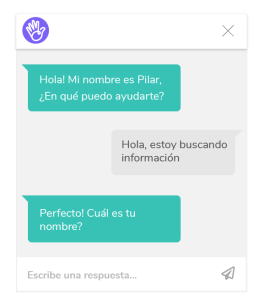 Hola! Mi nombre es Pilar,
¿En qué puedo ayudarte?
Hola, estoy buscando
información
Perfecto! Cuál es tu
nombre?
Escribe una respuesta...